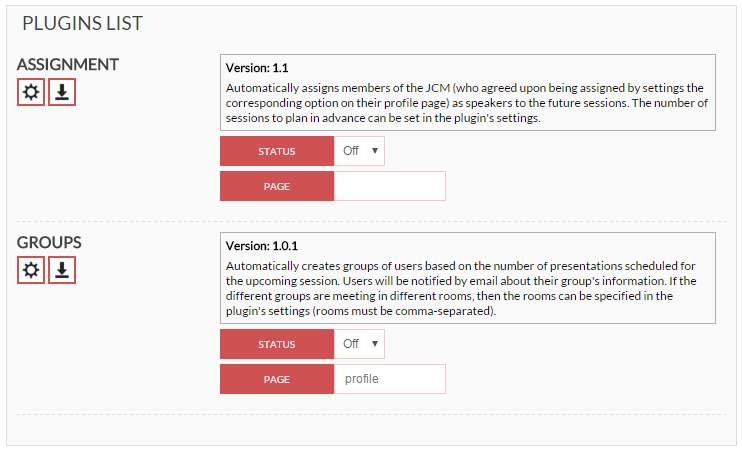 PLUGINS LIST
ASSIGNMENT
Version: 1.1
Automatically assigns members of the JCM (who agreed upon being assigned by settings the
corresponding option on their profile page) as speakers to the future sessions. The number of
sessions to plan in advance can be set in the plugin's settings.
STATUS Off
PAGE
GROUPS
Version: 1.0.1
Automatically creates groups of users based on the number of presentations scheduled for
the upcoming session. Users will be notified by email about their group's information. If the
different groups are meeting in different rooms, then the rooms can be specified in the
plugin's settings (rooms must be comma-separated).
STATUS Off
PAGE profile